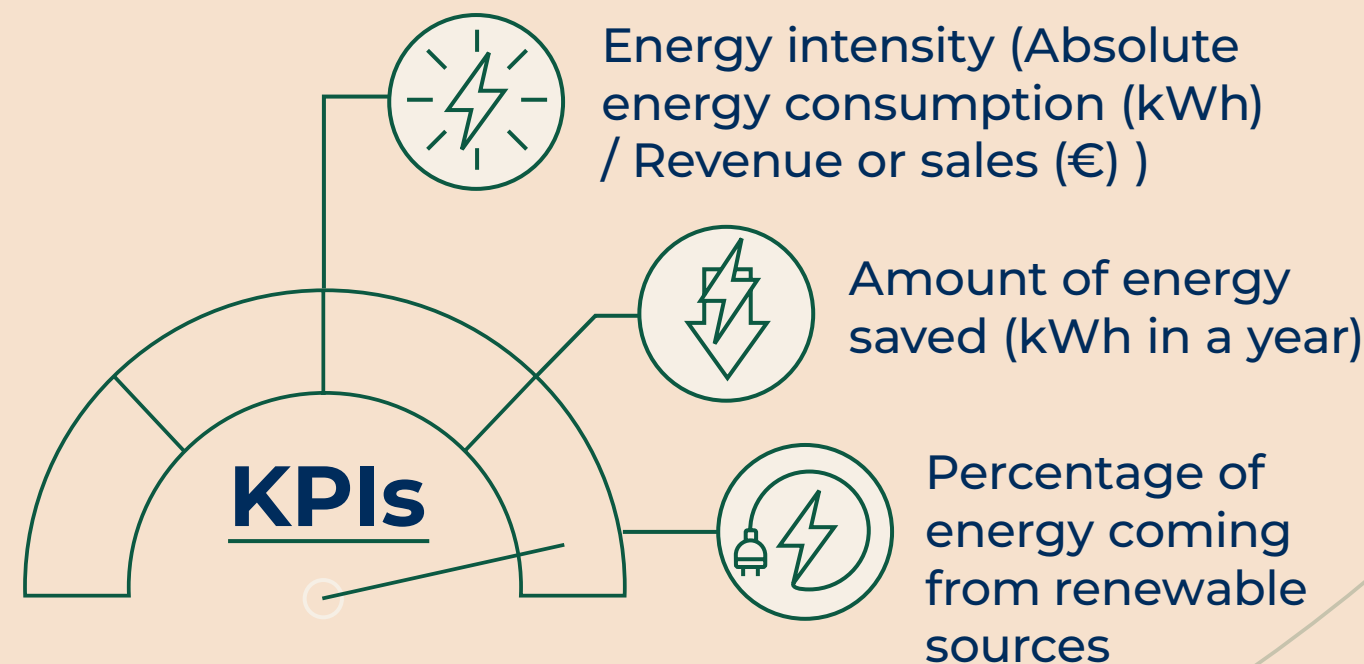 Energy intensity (Absolute
energy consumption (kWh)
/ Revenue or sales (€) )
Amount of energy
saved (kWh in a year)
KPIs
Percentage of
energy coming
from renewable
sources